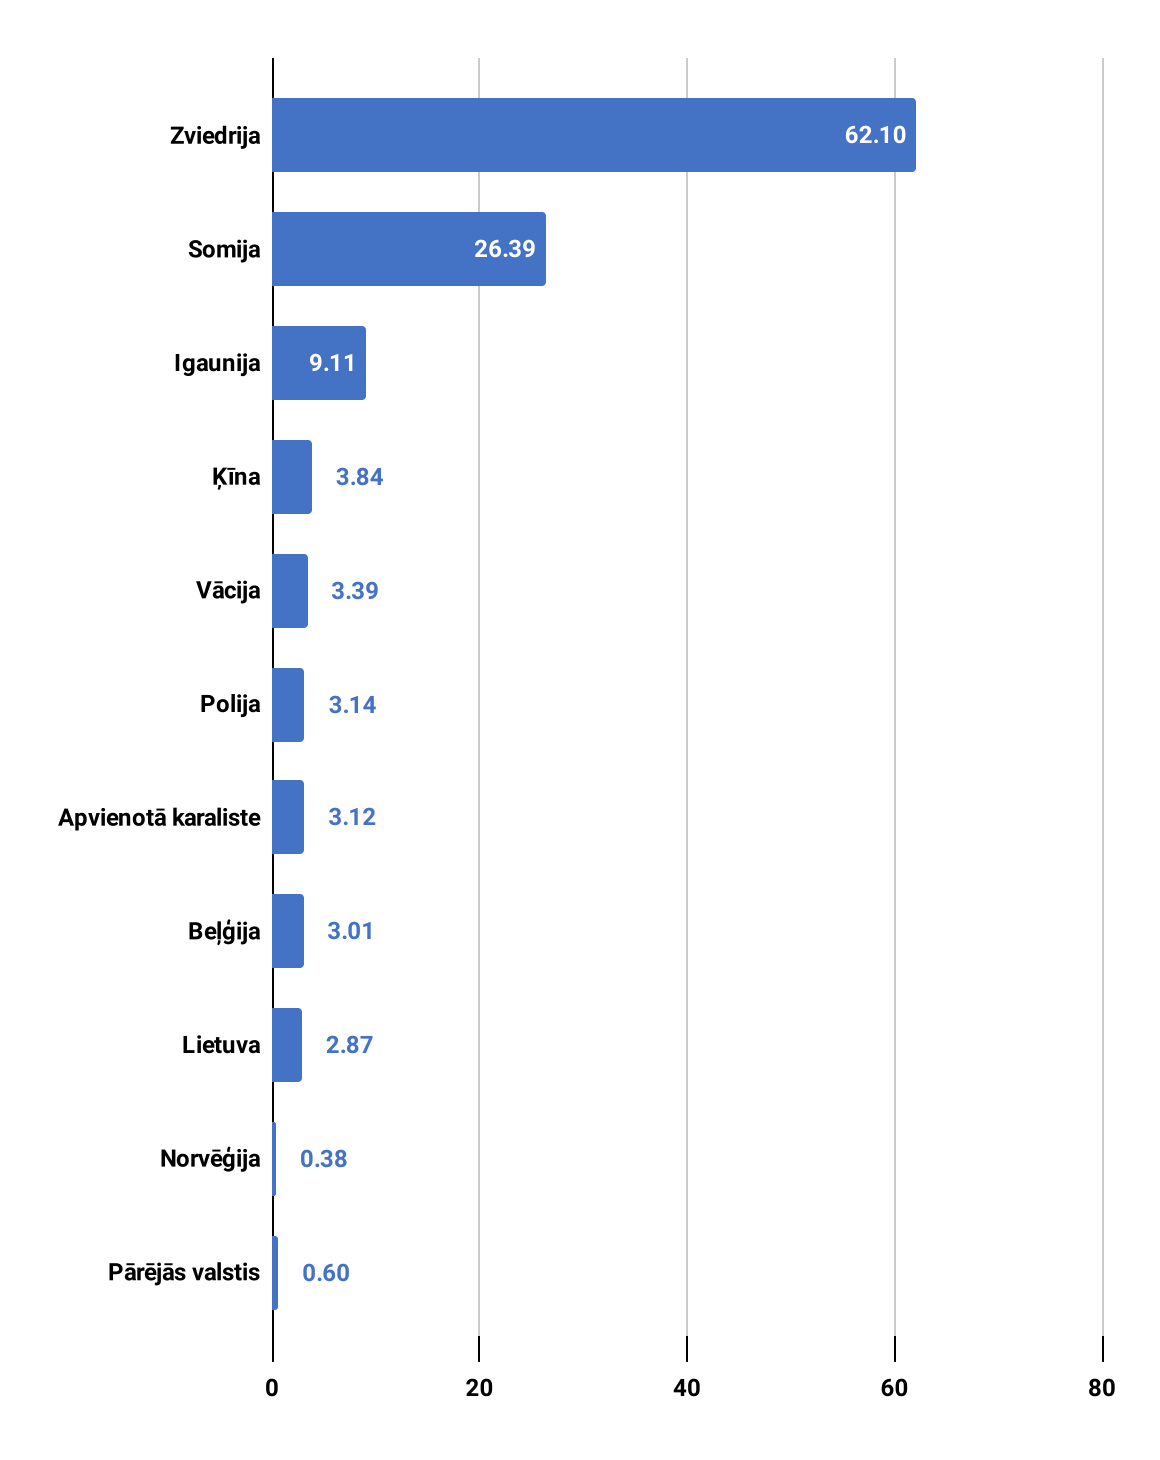 Zviedrija 62.10
Somija 26.39
Igaunija 9.11
Ķīna 3.84
Vācija 3.39
Polija 3.14
Apvienotā karaliste 3.12
Beļģija 3.01
Lietuva 2.87
Norvēģija 0.38
Pārējās valstis 0.60
0 20 40 60 80